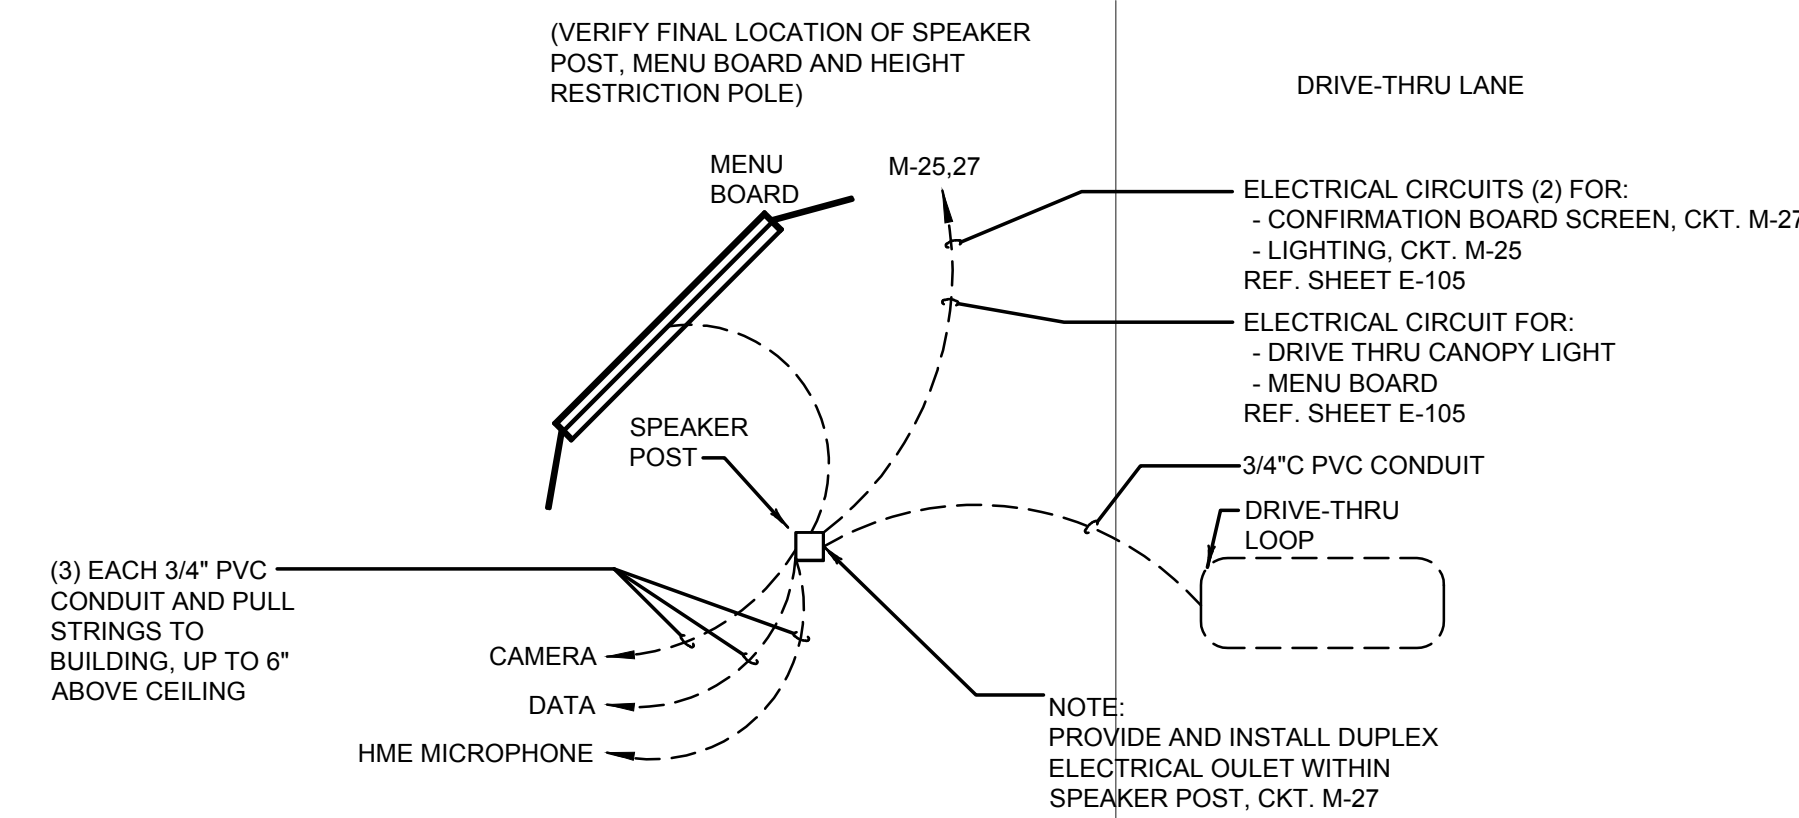 (VERIFY FINAL LOCATION OF SPEAKER
POST, MENU BOARD AND HEIGHT
RESTRICTION POLE)
DRIVE-THRU LANE
MENU
BOARD
M-25,27
ELECTRICAL CIRCUITS (2) FOR:
- CONFIRMATION BOARD SCREEN, CKT. M-27
- LIGHTING, CKT. M-25
REF. SHEET E-105
ELECTRICAL CIRCUIT FOR:
- DRIVE THRU CANOPY LIGHT
- MENU BOARD
REF. SHEET E-105
SPEAKER
POST
3/4"C PVC CONDUIT
DRIVE-THRU
LOOP
(3) EACH 3/4" PVC
CONDUIT AND PULL
STRINGS TO
BUILDING, UP TO 6"
ABOVE CEILING
CAMERA
DATA
HME MICROPHONE
NOTE:
PROVIDE AND INSTALL DUPLEX
ELECTRICAL OULET WITHIN
SPEAKER POST, CKT. M-27